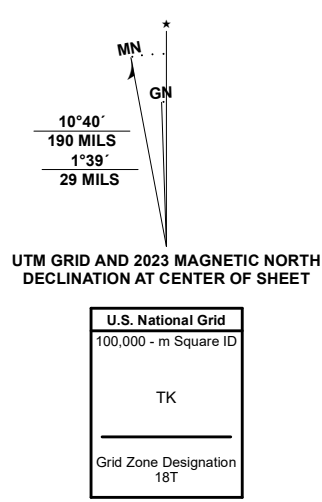 ★
MN
GN
10°40´
190 MILS
1°39´
29 MILS
UTM GRID AND 2023 MAGNETIC NORTH
DECLINATION AT CENTER OF SHEET
U.S. National Grid
100,000 - m Square ID
TK
Grid Zone Designation
18T